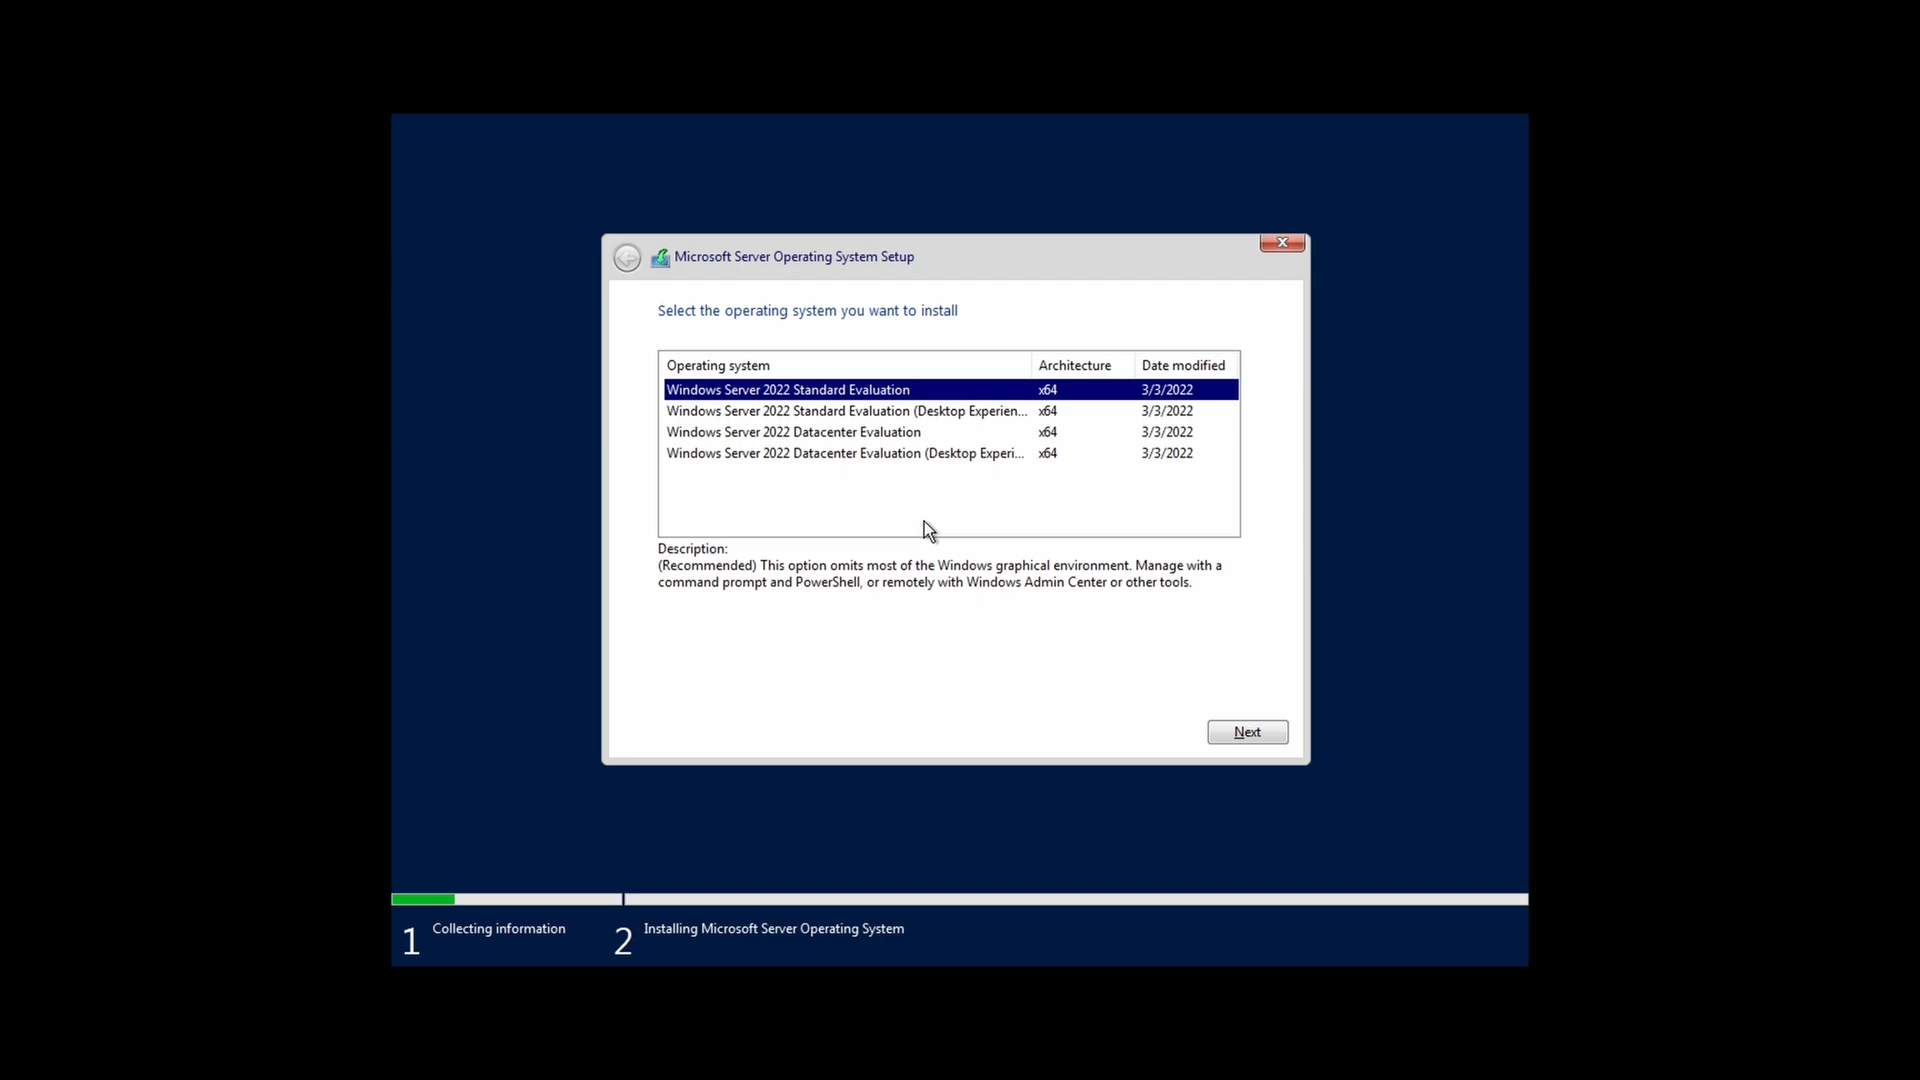 Microsoft Server Operating System Setup
Select the operating system you want to install
Operating system Architecture Date modified
Windows Server 2022 Standard Evaluation x64 3/3/2022
Windows Server 2022 Standard Evaluation (Desktop Experien... x64 3/3/2022
Windows Server 2022 Datacenter Evaluation x64 3/3/2022
Windows Server 2022 Datacenter Evaluation (Desktop Experi... x64 3/3/2022
Description:
(Recommended) This option omits most of the Windows graphical environment. Manage with a
command prompt and PowerShell, or remotely with Windows Admin Center or other tools.
Next
1 Collecting information 2 Installing Microsoft Server Operating System